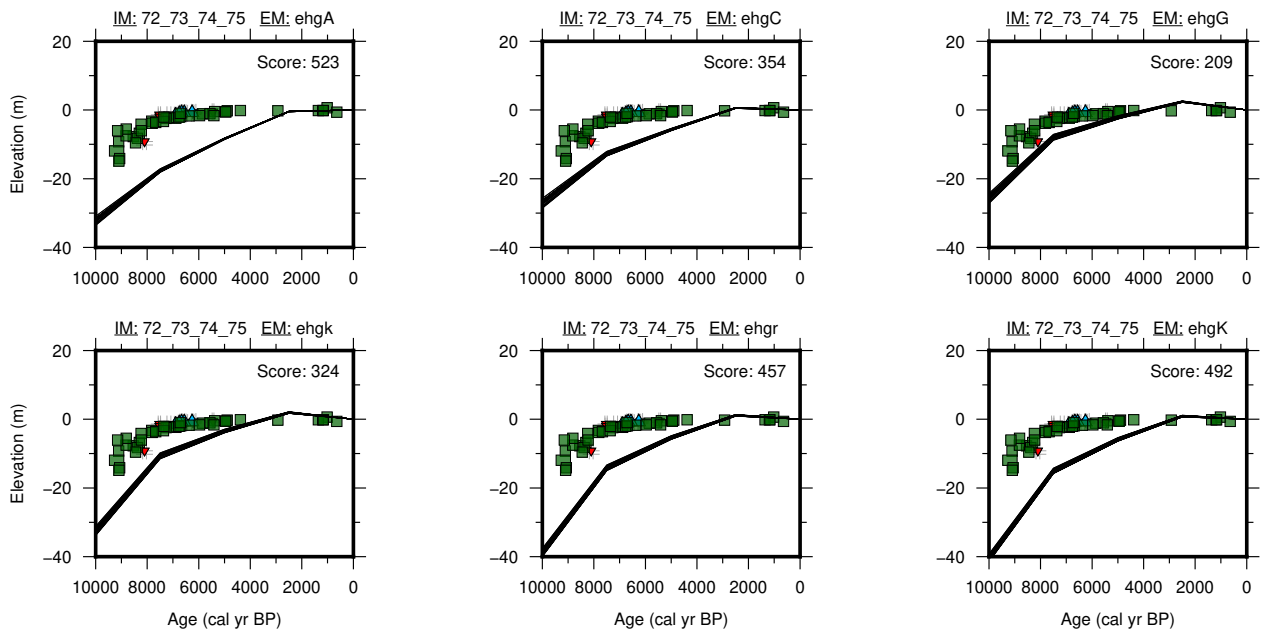 IM: 72_73_74_75 EM: ehgA
IM: 72_73_74_75 EM: ehgC
IM: 72_73_74_75 EM: ehgG
20
0
−20
−40
Elevation (m)
Score: 523
10000 8000 6000 4000 2000 0
20
0
−20
−40
Score: 354
10000 8000 6000 4000 2000 0
20
0
−20
−40
Score: 209
10000 8000 6000 4000 2000 0
IM: 72_73_74_75 EM: ehgk
IM: 72_73_74_75 EM: ehgr
IM: 72_73_74_75 EM: ehgK
20
0
−20
−40
Elevation (m)
Score: 324
10000 8000 6000 4000 2000 0
Age (cal yr BP)
20
0
−20
−40
Score: 457
10000 8000 6000 4000 2000 0
Age (cal yr BP)
20
0
−20
−40
Score: 492
10000 8000 6000 4000 2000 0
Age (cal yr BP)